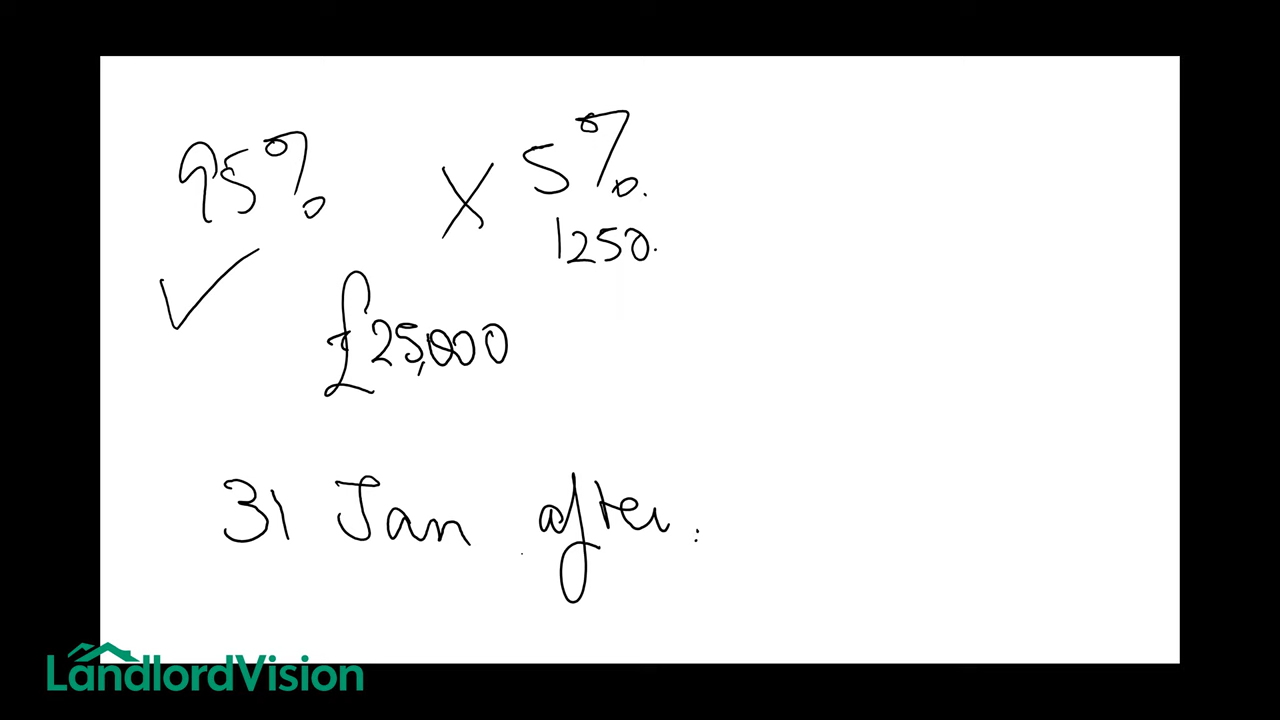 95% X 5%.
1250.
£25,000
31 Jan after.
LandlordVision